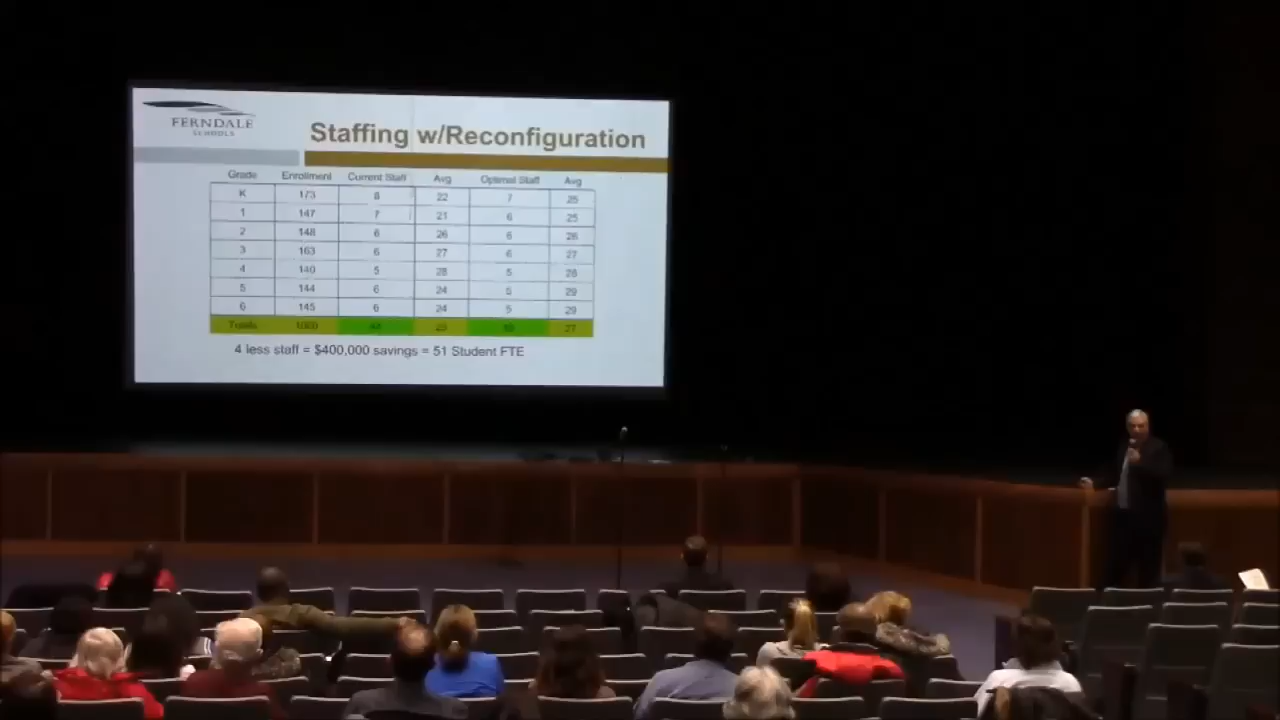 FERNDALE
SCHOOLS
Staffing w/Reconfiguration
Grade Enrollment Current Staff Avg Optimal Staff Avg
K 173 8 22 7 25
1 147 7 21 6 25
2 148 6 26 6 26
3 163 6 27 6 27
4 140 5 28 5 28
5 144 6 24 5 29
6 145 6 24 5 29
Totals 27
4 less staff = $400,000 savings = 51 Student FTE